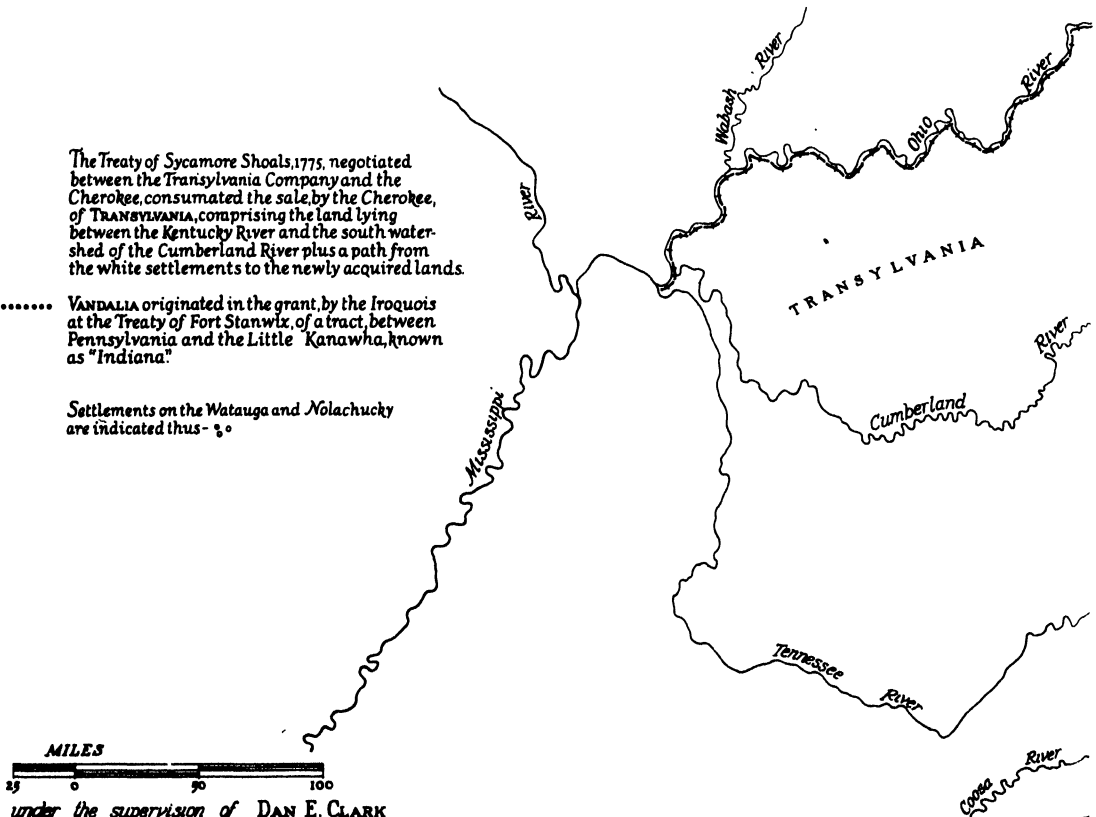 The Treaty of Sycamore Shoals, 1775, negotiated
between the Transylvania Company and the
Cherokee, consumated the sale, by the Cherokee,
of TRANSYLVANIA, comprising the land lying
between the Kentucky River and the south water-
shed of the Cumberland River plus a path from
the white settlements to the newly acquired lands.
VANDALIA originated in the grant, by the Iroquois
at the Treaty of Fort Stanwix, of a tract, between
Pennsylvania and the Little Kanawha, known
as "Indiana."
Settlements on the Watauga and Nolachucky
are indicated thus-
Wabash River
Ohio River
River
Mississippi
TRANSYLVANIA
Cumberland River
Tennessee River
Coosa River
MILES
25 0 50 100
under the supervision of DAN E. CLARK